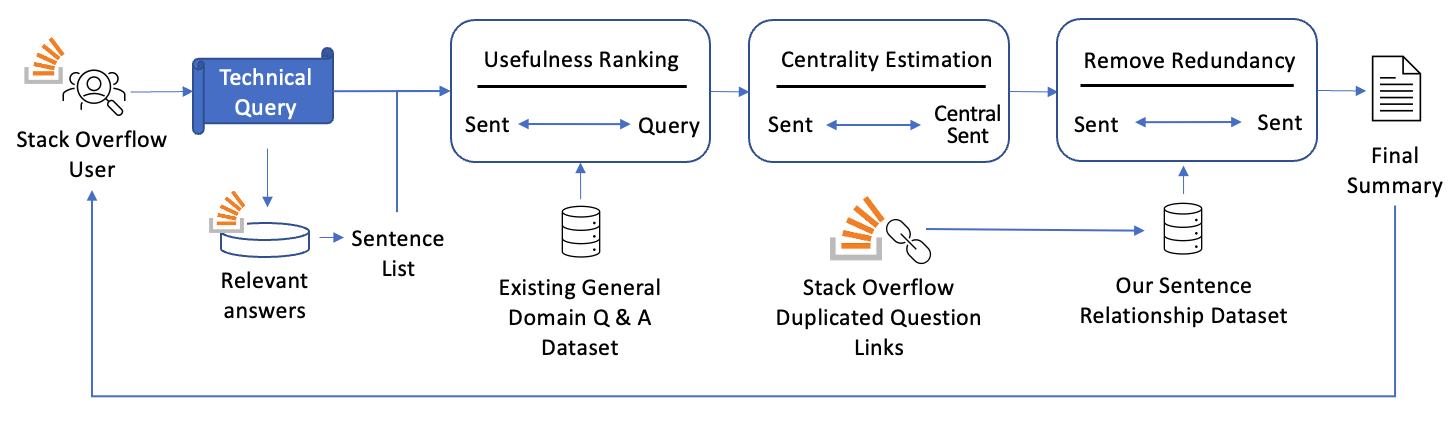 Stack Overflow
User
Technical
Query
Relevant
answers
Sentence
List
Usefulness Ranking
Sent
Query
Existing General
Domain Q & A
Dataset
Centrality Estimation
Sent
Central
Sent
Stack Overflow
Duplicated Question
Links
Remove Redundancy
Sent
Sent
Our Sentence
Relationship Dataset
Final
Summary